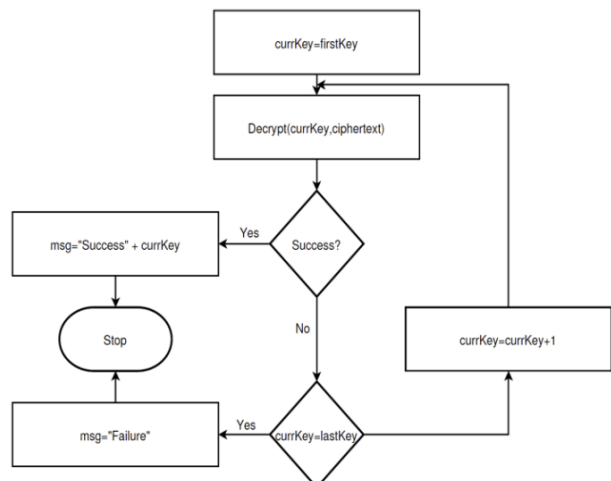 currKey=firstKey
Decrypt(currKey,ciphertext)
Success?
Yes
msg="Success" + currKey
Stop
No
currKey=currKey+1
currKey=lastKey
Yes
msg="Failure"